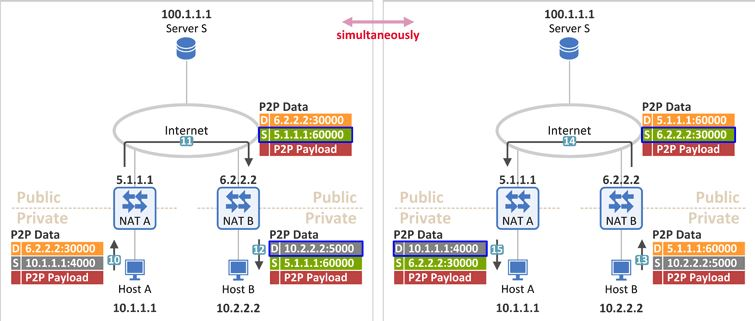 100.1.1.1
Server S
simultaneously
P2P Data
D 6.2.2.2:30000
S 5.1.1.1:60000
P2P Payload
Internet
11
5.1.1.1
6.2.2.2
Public
Private
NAT A
NAT B
Public
Private
P2P Data
D 6.2.2.2:30000
S 10.1.1.1:4000
P2P Payload
10
12
P2P Data
D 10.2.2.2:5000
S 5.1.1.1:60000
P2P Payload
Host A
Host B
10.1.1.1
10.2.2.2
100.1.1.1
Server S
P2P Data
D 5.1.1.1:60000
S 6.2.2.2:30000
P2P Payload
Internet
14
5.1.1.1
6.2.2.2
Public
Private
NAT A
NAT B
Public
Private
P2P Data
D 10.1.1.1:4000
S 6.2.2.2:30000
P2P Payload
15
13
P2P Data
D 5.1.1.1:60000
S 10.2.2.2:5000
P2P Payload
Host A
Host B
10.1.1.1
10.2.2.2